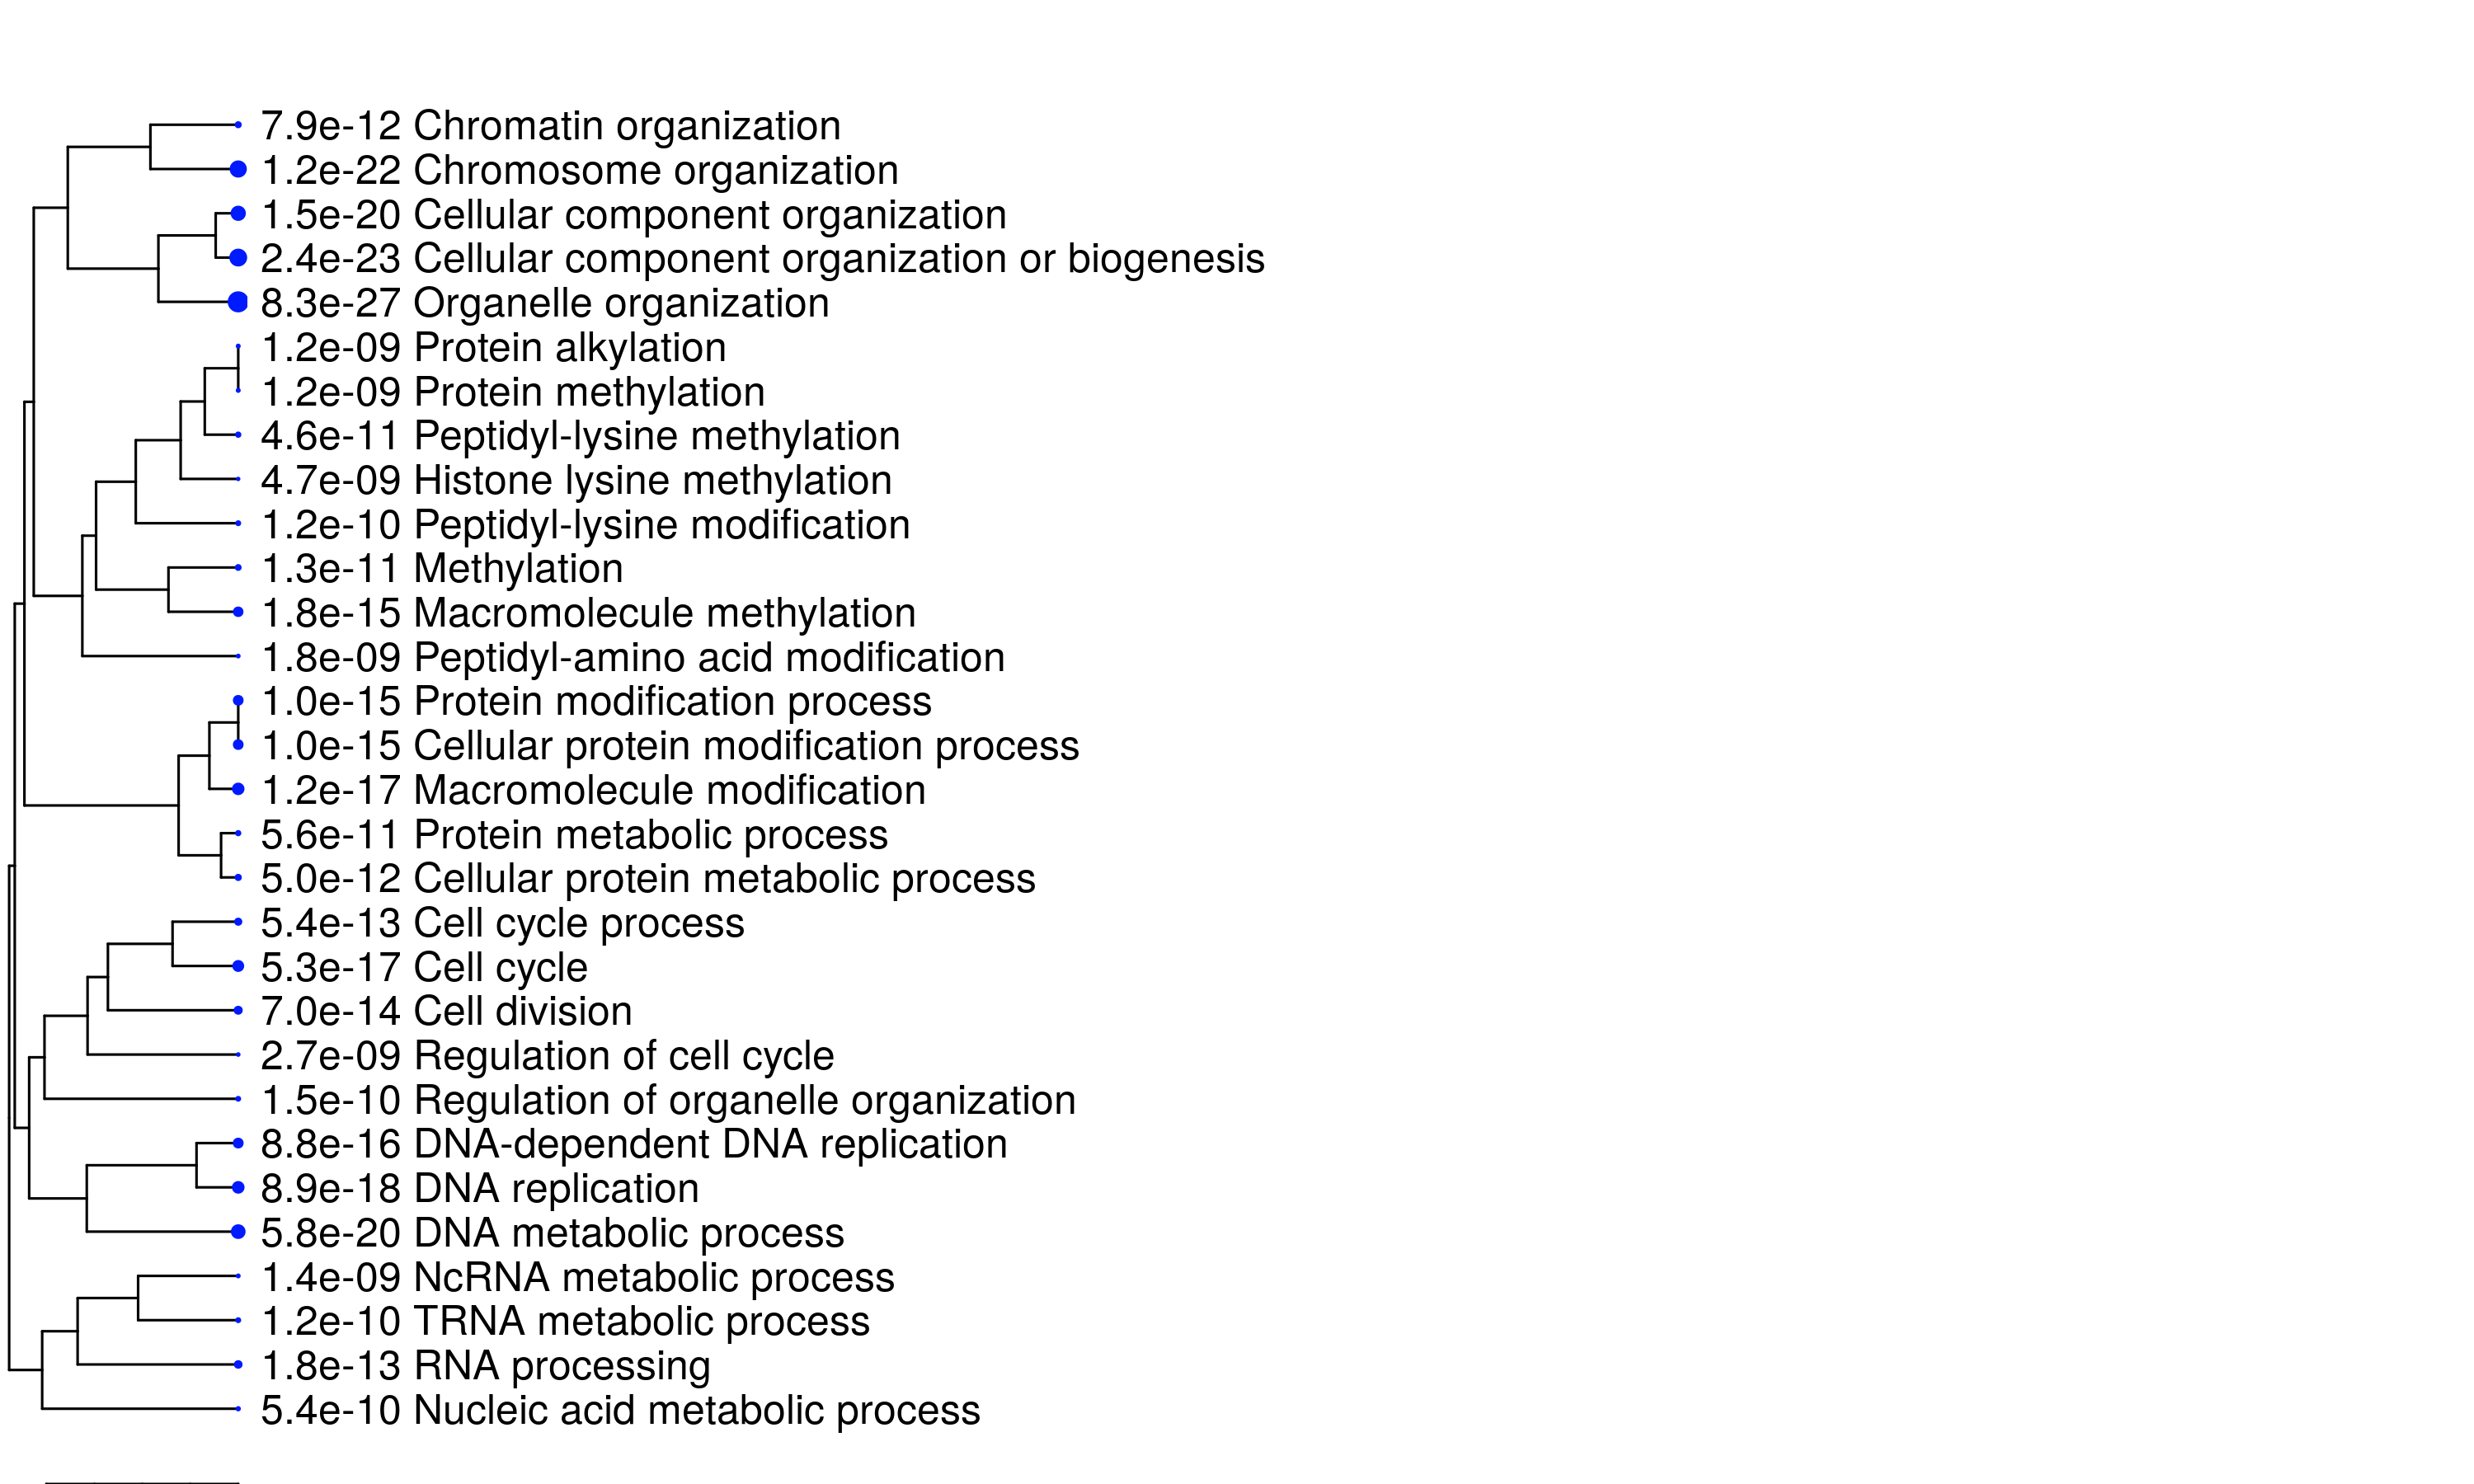 7.9e-12 Chromatin organization
1.2e-22 Chromosome organization
1.5e-20 Cellular component organization
2.4e-23 Cellular component organization or biogenesis
8.3e-27 Organelle organization
1.2e-09 Protein alkylation
1.2e-09 Protein methylation
4.6e-11 Peptidyl-lysine methylation
4.7e-09 Histone lysine methylation
1.2e-10 Peptidyl-lysine modification
1.3e-11 Methylation
1.8e-15 Macromolecule methylation
1.8e-09 Peptidyl-amino acid modification
1.0e-15 Protein modification process
1.0e-15 Cellular protein modification process
1.2e-17 Macromolecule modification
5.6e-11 Protein metabolic process
5.0e-12 Cellular protein metabolic process
5.4e-13 Cell cycle process
5.3e-17 Cell cycle
7.0e-14 Cell division
2.7e-09 Regulation of cell cycle
1.5e-10 Regulation of organelle organization
8.8e-16 DNA-dependent DNA replication
8.9e-18 DNA replication
5.8e-20 DNA metabolic process
1.4e-09 NcRNA metabolic process
1.2e-10 TRNA metabolic process
1.8e-13 RNA processing
5.4e-10 Nucleic acid metabolic process